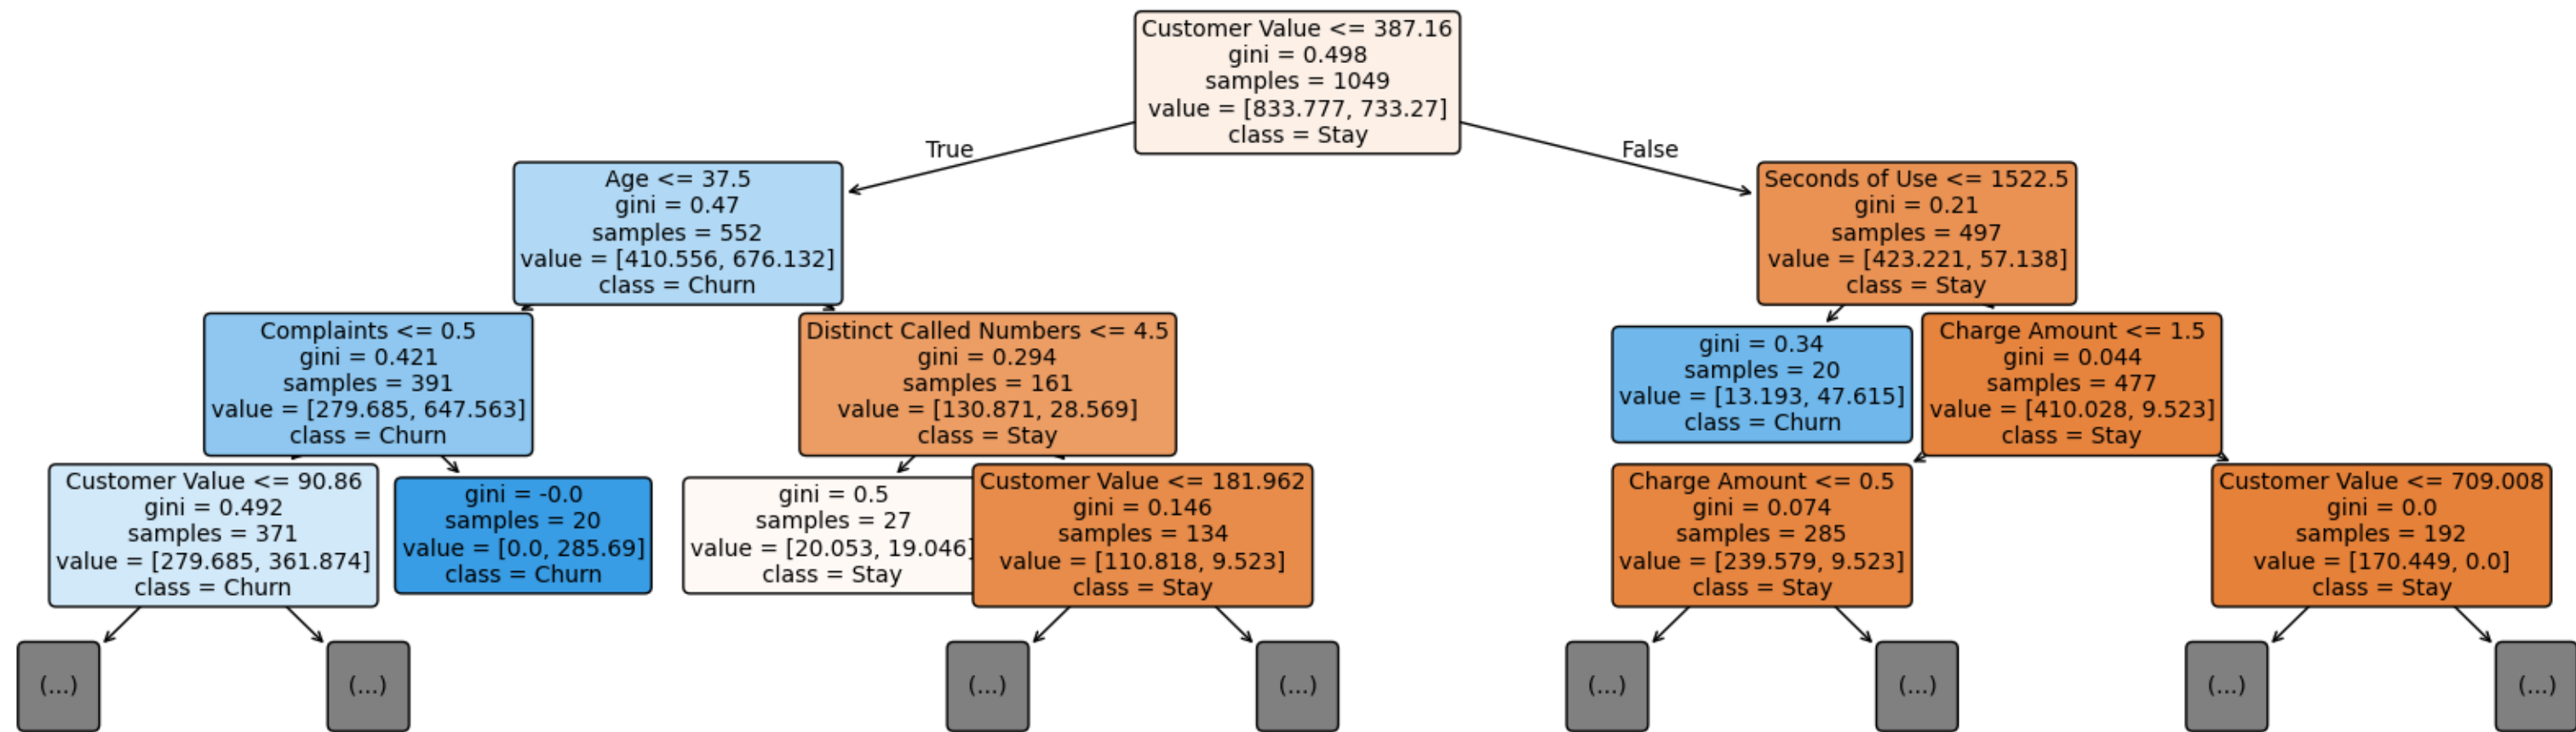 Customer Value <= 387.16
gini = 0.498
samples = 1049
value = [833.777, 733.27]
class = Stay
True
False
Age <= 37.5
gini = 0.47
samples = 552
value = [410.556, 676.132]
class = Churn
Seconds of Use <= 1522.5
gini = 0.21
samples = 497
value = [423.221, 57.138]
class = Stay
Complaints <= 0.5
gini = 0.421
samples = 391
value = [279.685, 647.563]
class = Churn
Distinct Called Numbers <= 4.5
gini = 0.294
samples = 161
value = [130.871, 28.569]
class = Stay
gini = 0.34
samples = 20
value = [13.193, 47.615]
class = Churn
Charge Amount <= 1.5
gini = 0.044
samples = 477
value = [410.028, 9.523]
class = Stay
Customer Value <= 90.86
gini = 0.492
samples = 371
value = [279.685, 361.874]
class = Churn
gini = -0.0
samples = 20
value = [0.0, 285.69]
class = Churn
gini = 0.5
samples = 27
value = [20.053, 19.046]
class = Stay
Customer Value <= 181.962
gini = 0.146
samples = 134
value = [110.818, 9.523]
class = Stay
Charge Amount <= 0.5
gini = 0.074
samples = 285
value = [239.579, 9.523]
class = Stay
Customer Value <= 709.008
gini = 0.0
samples = 192
value = [170.449, 0.0]
class = Stay
(...)
(...)
(...)
(...)
(...)
(...)
(...)
(...)